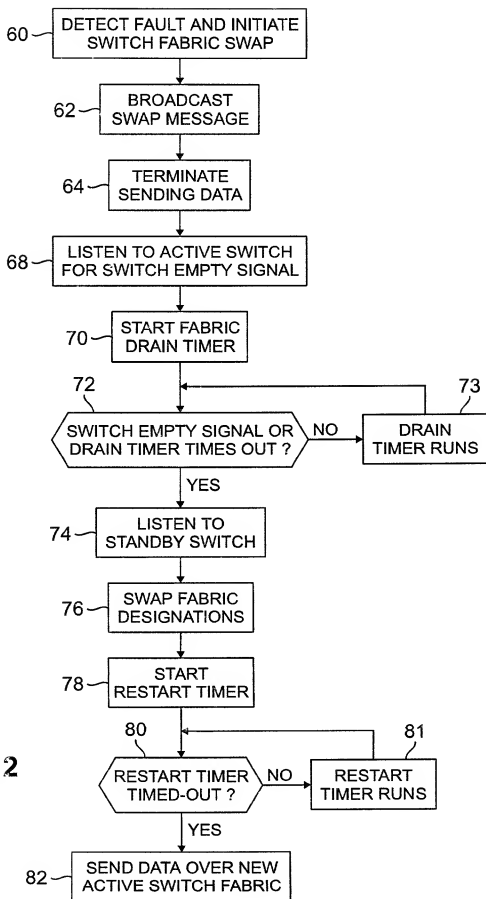 60
DETECT FAULT AND INITIATE
SWITCH FABRIC SWAP
62
BROADCAST
SWAP MESSAGE
64
TERMINATE
SENDING DATA
68
LISTEN TO ACTIVE SWITCH
FOR SWITCH EMPTY SIGNAL
70
START FABRIC
DRAIN TIMER
72
SWITCH EMPTY SIGNAL OR
DRAIN TIMER TIMES OUT ?
NO
73
DRAIN
TIMER RUNS
YES
74
LISTEN TO
STANDBY SWITCH
76
SWAP FABRIC
DESIGNATIONS
78
START
RESTART TIMER
2
80
RESTART TIMER
TIMED-OUT ?
NO
81
RESTART
TIMER RUNS
YES
82
SEND DATA OVER NEW
ACTIVE SWITCH FABRIC